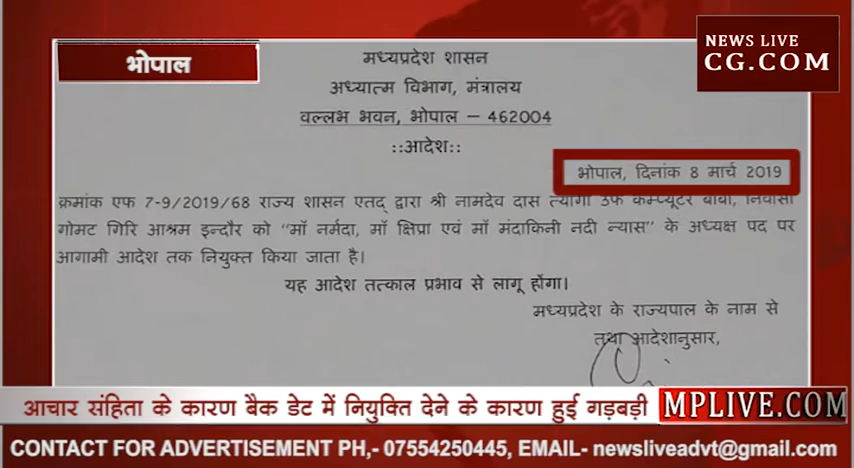 भोपाल
NEWS LIVE
CG.COM
मध्यप्रदेश शासन
अध्यात्म विभाग, मंत्रालय
वल्लभ भवन, भोपाल – 462004
::आदेश::
भोपाल, दिनांक 8 मार्च 2019
क्रमांक एफ 7-9/2019/68 राज्य शासन एतद् द्वारा श्री नामदेव दास त्यागी उर्फ कम्प्यूटर बाबा, निवासी
गोमट गिरि आश्रम इन्दौर को "मॉ नर्मदा, मॉ क्षिप्रा एवं मॉ मंदाकिनी नदी न्यास" के अध्यक्ष पद पर
आगामी आदेश तक नियुक्त किया जाता है।
यह आदेश तत्काल प्रभाव से लागू होंगा।
मध्यप्रदेश के राज्यपाल के नाम से
तथा आदेशानुसार,
आचार संहिता के कारण बैक डेट में नियुक्ति देने के कारण हुई गड़बड़ी
MPLIVE.COM
CONTACT FOR ADVERTISEMENT PH,- 07554250445, EMAIL- newsliveadvt@gmail.com